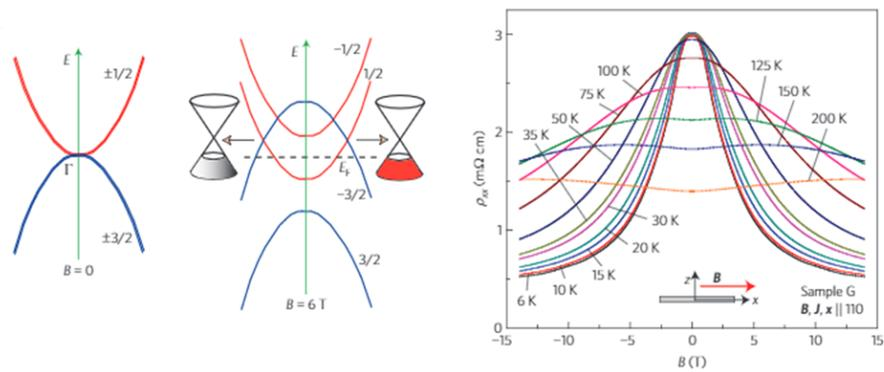 E
±1/2
Γ
±3/2
B = 0
E
−1/2
1/2
E_F
−3/2
3/2
B = 6 T
3
2
1
0
ρxx (mΩ cm)
100 K
75 K
50 K
35 K
125 K
150 K
200 K
30 K
20 K
15 K
10 K
6 K
z
B
x
Sample G
B, J, x || 110
−15
−10
−5
0
5
10
15
B (T)